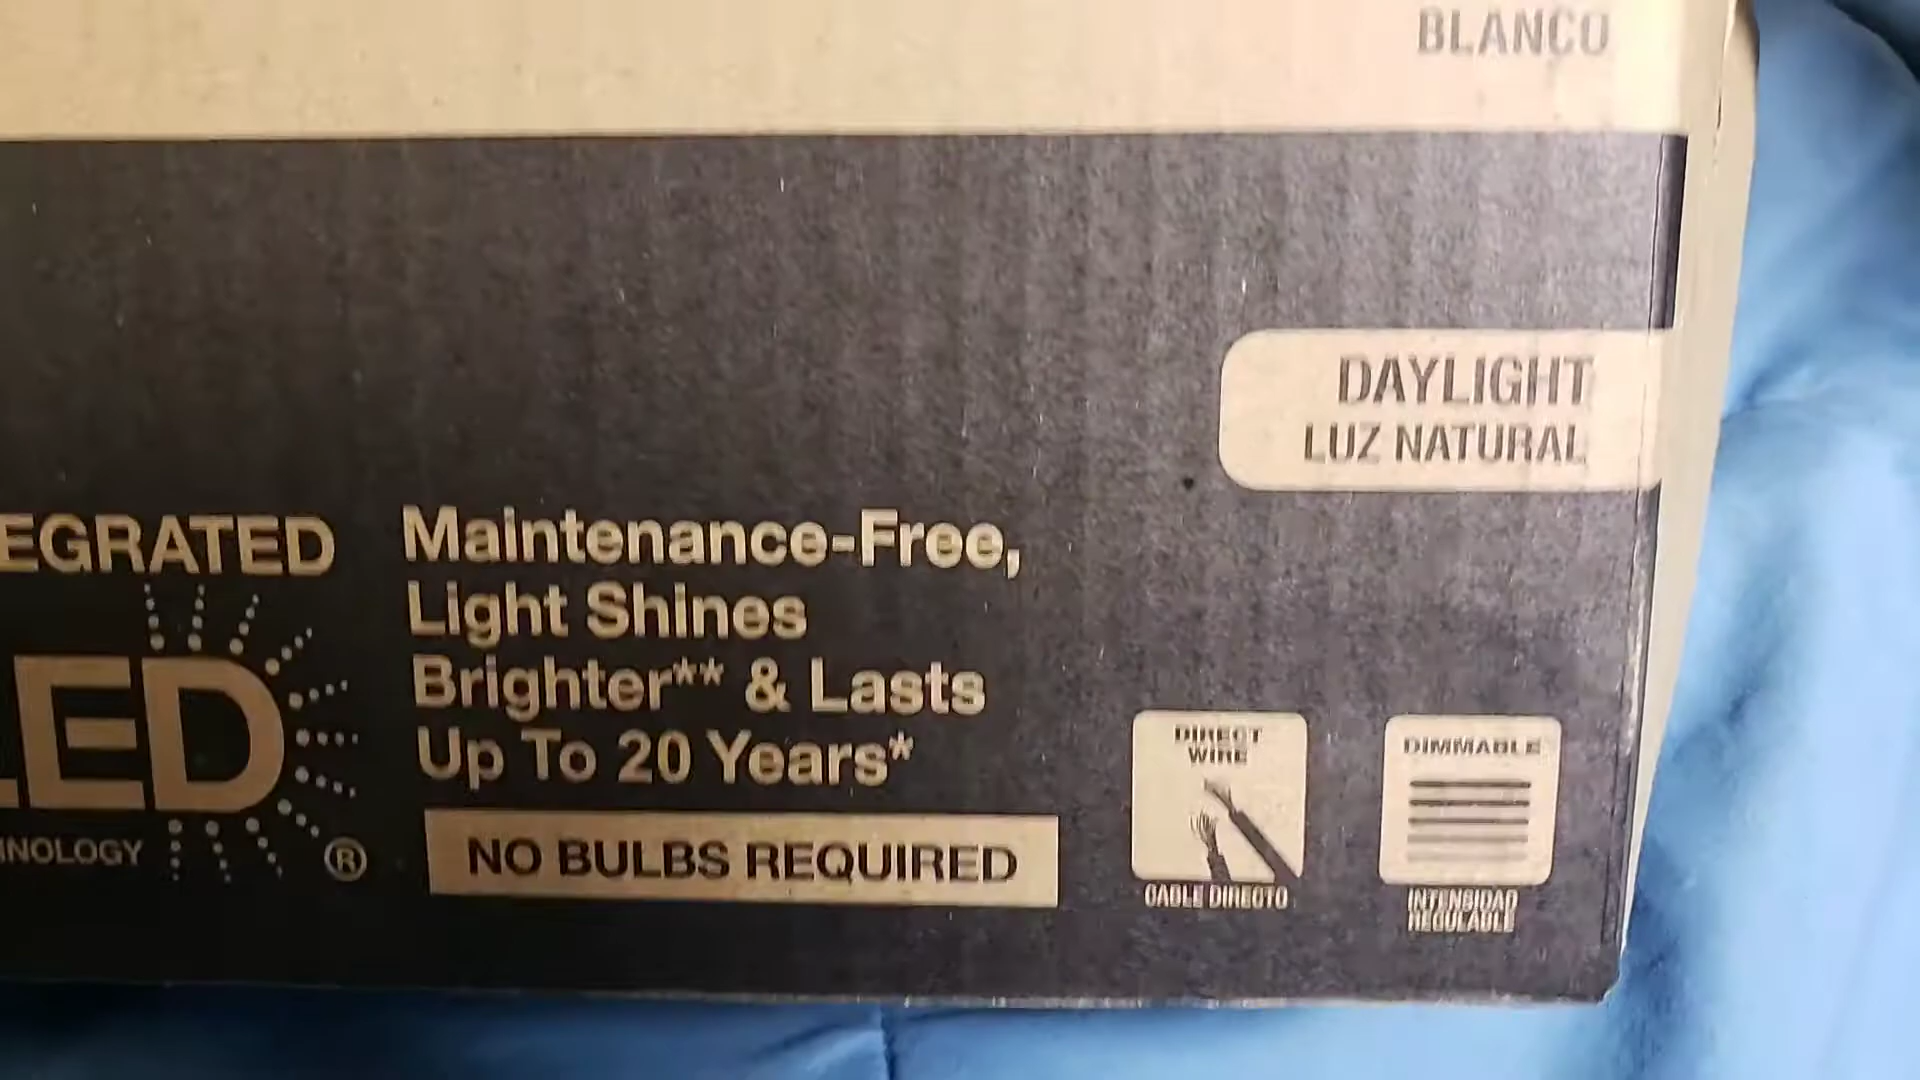 BLANCO
DAYLIGHT
LUZ NATURAL
EGRATED
LED
HNOLOGY
®
Maintenance-Free,
Light Shines
Brighter** & Lasts
Up To 20 Years*
NO BULBS REQUIRED
DIRECT
WIRE
CABLE DIRECTO
DIMMABLE
INTENSIDAD
REGULABLE